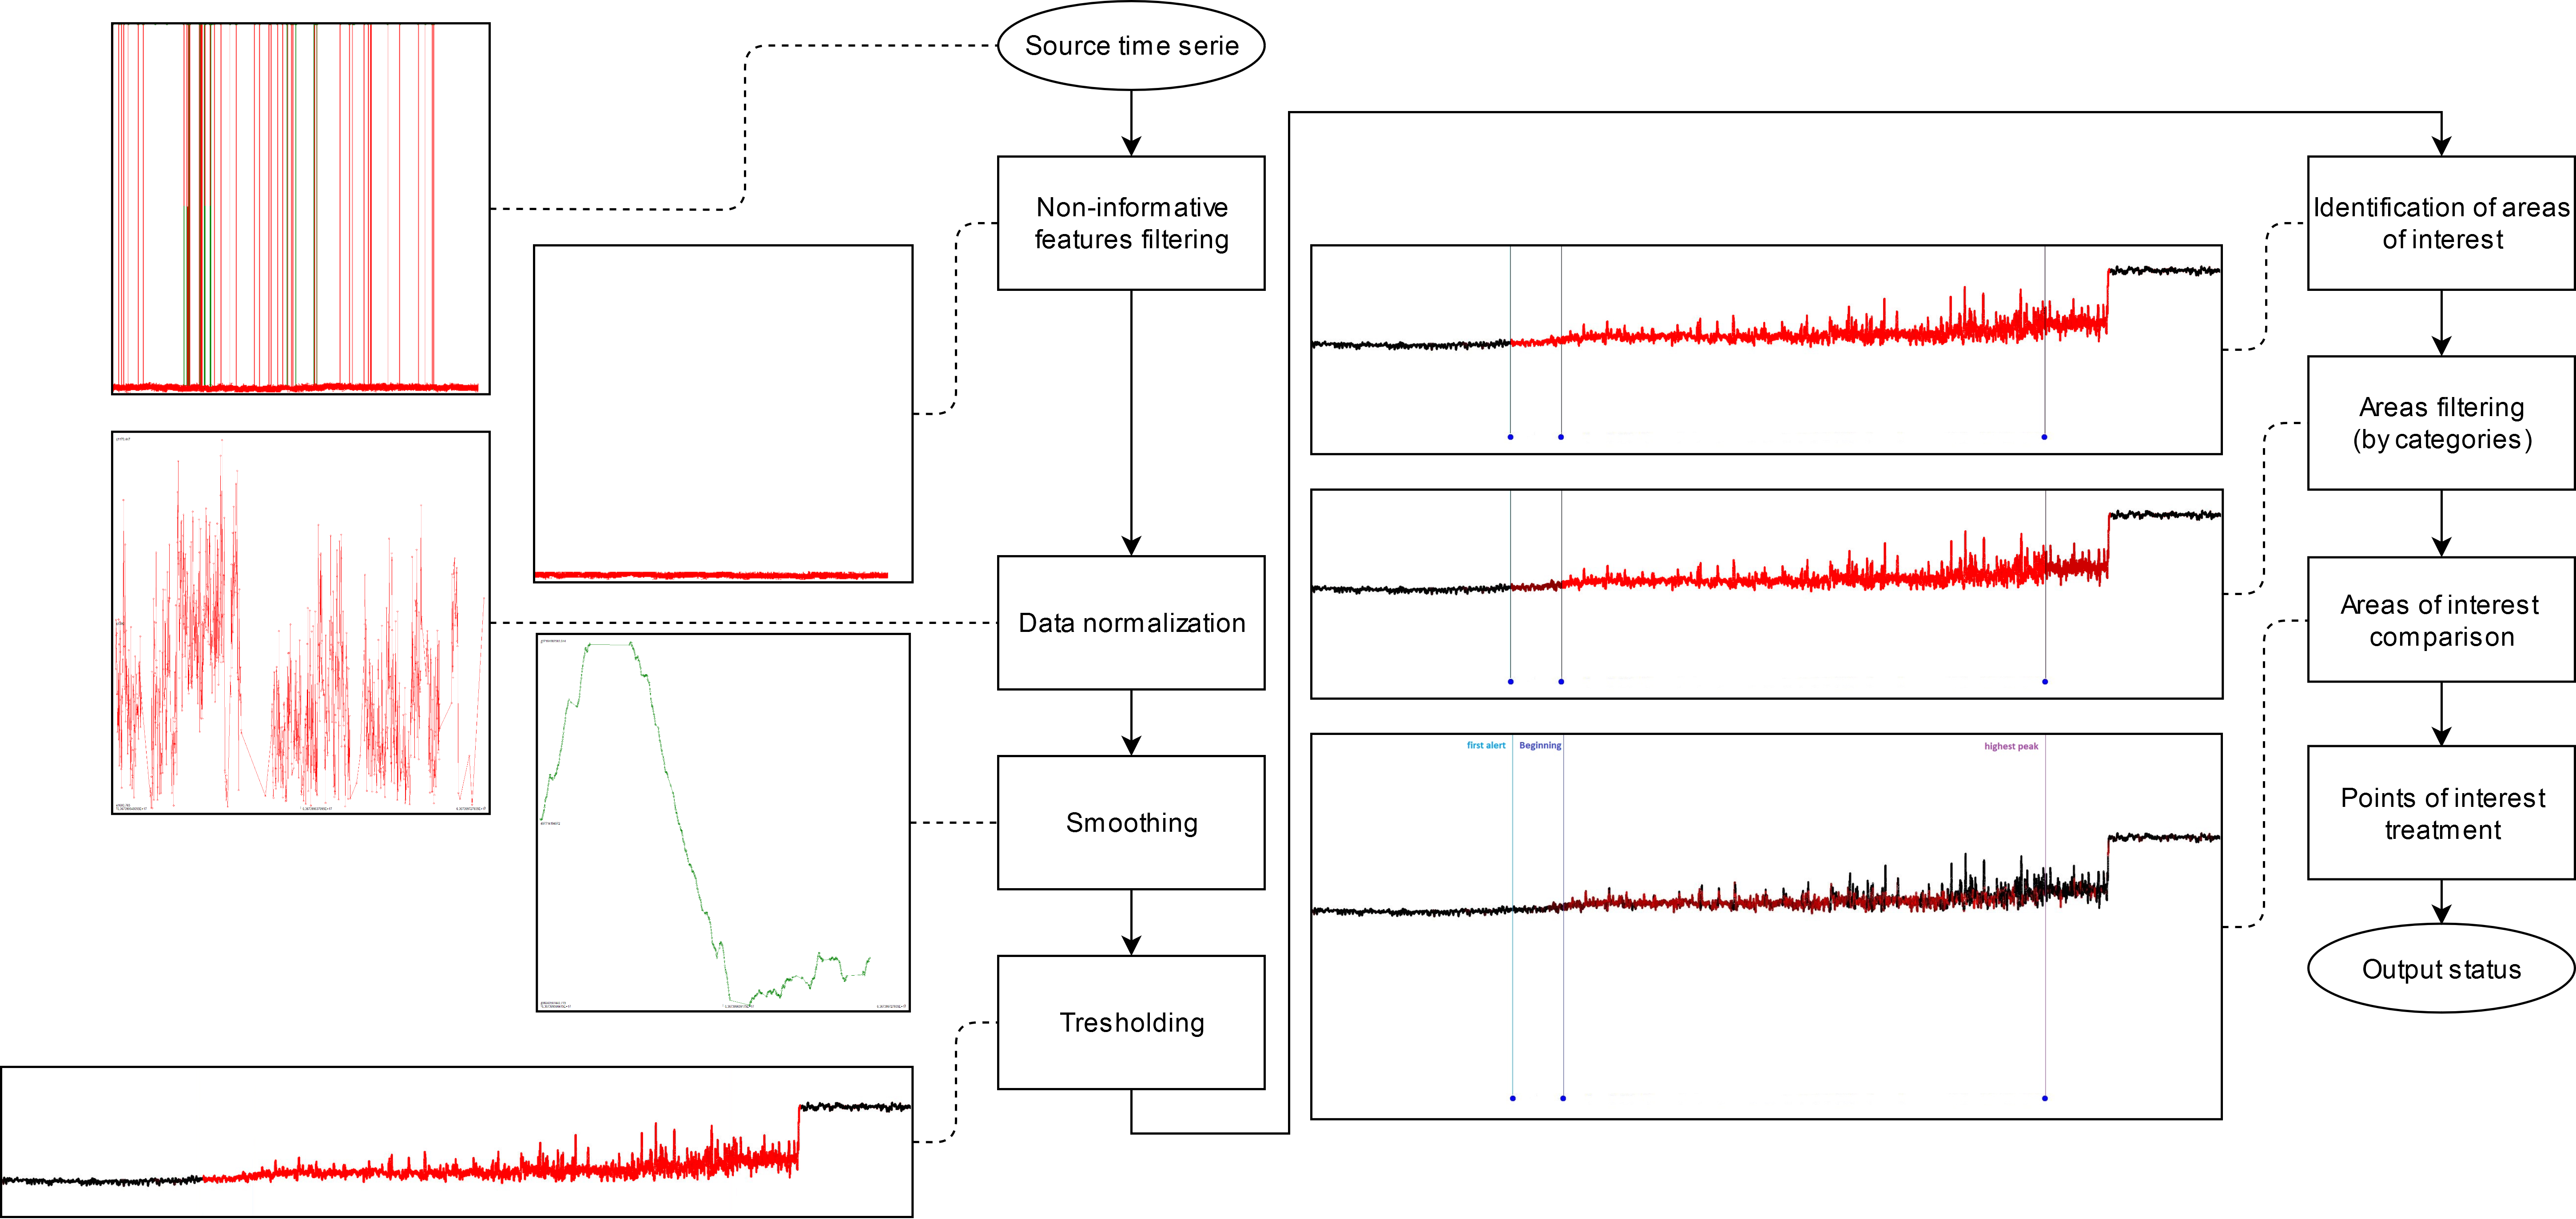 Source time serie
Non-informative
features filtering
Data normalization
Smoothing
Tresholding
Identification of areas
of interest
Areas filtering
(by categories)
Areas of interest
comparison
Points of interest
treatment
Output status
first alert
Beginning
highest peak